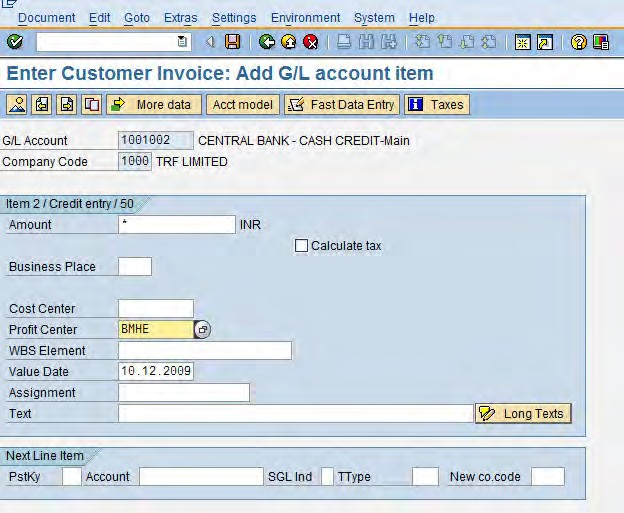 Document Edit Goto Extras Settings Environment System Help
Enter Customer Invoice: Add G/L account item
More data Acct model Fast Data Entry Taxes
G/L Account 1001002 CENTRAL BANK - CASH CREDIT-Main
Company Code 1000 TRF LIMITED
Item 2 / Credit entry / 50
Amount * INR
Calculate tax
Business Place
Cost Center
Profit Center BMHE
WBS Element
Value Date 10.12.2009
Assignment
Text Long Texts
Next Line Item
PstKy Account SGL Ind TType New co.code